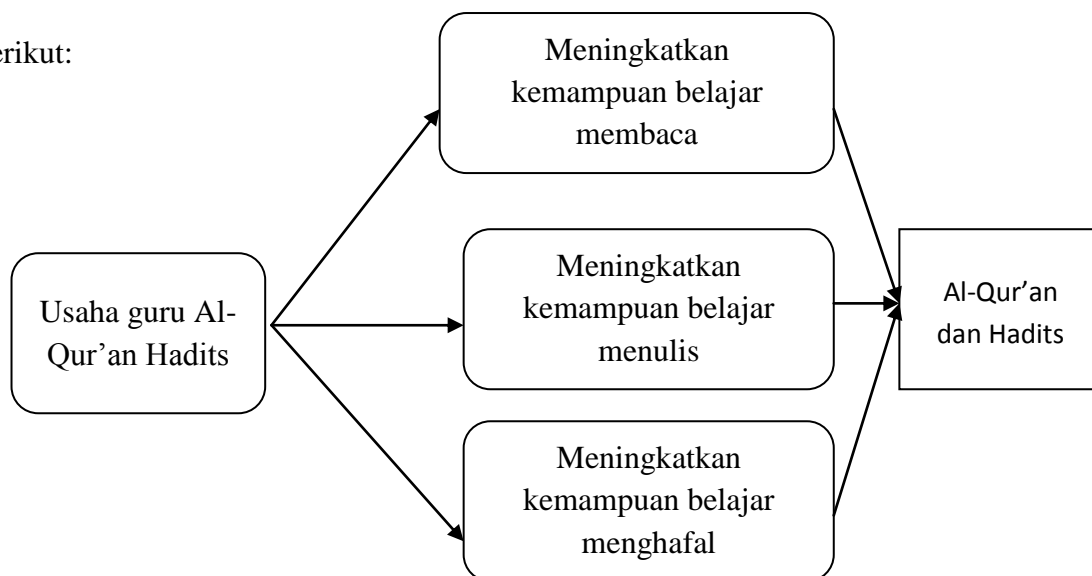 erikut:
Meningkatkan
kemampuan belajar
membaca
Usaha guru Al-
Qur’an Hadits
Meningkatkan
kemampuan belajar
menulis
Al-Qur’an
dan Hadits
Meningkatkan
kemampuan belajar
menghafal